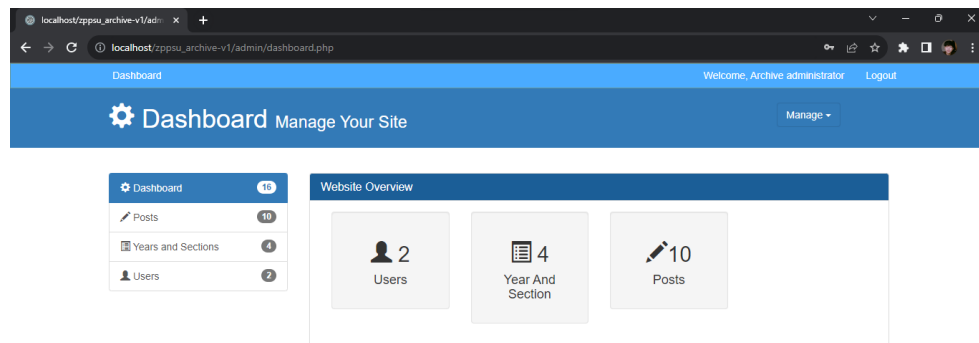 localhost/zppsu_archive-v1/adm
localhost/zppsu_archive-v1/admin/dashboard.php
Dashboard Welcome, Archive administrator Logout
Dashboard Manage Your Site Manage
Dashboard 16
Posts 10
Years and Sections 4
Users 2
Website Overview
2
Users
4
Year And
Section
10
Posts